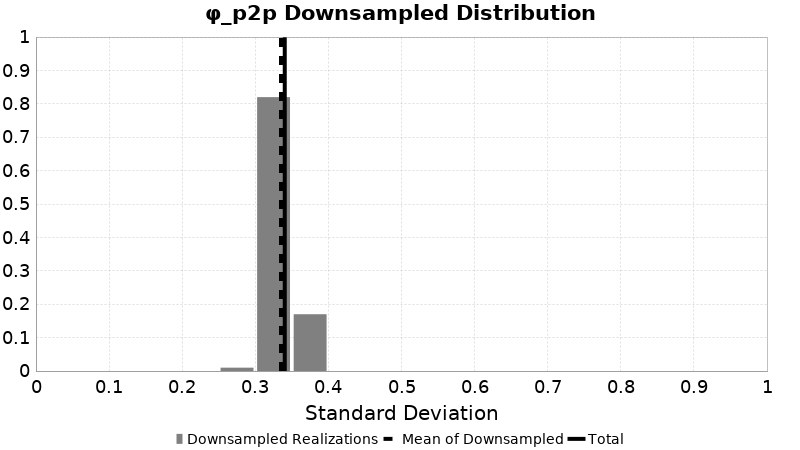 φ_p2p Downsampled Distribution
1
0.9
0.8
0.7
0.6
0.5
0.4
0.3
0.2
0.1
0
0 0.1 0.2 0.3 0.4 0.5 0.6 0.7 0.8 0.9 1
Standard Deviation
Downsampled Realizations Mean of Downsampled Total